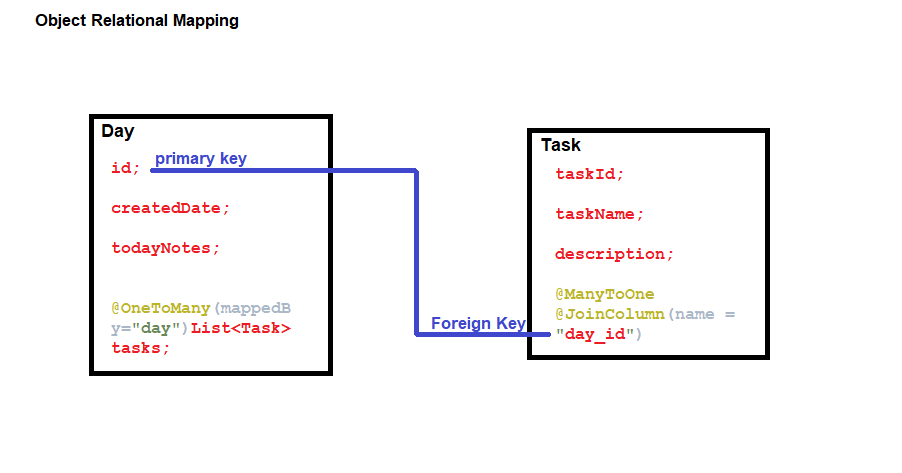 Object Relational Mapping
Day
id;
primary key
createdDate;
todayNotes;
@OneToMany(mappedB
y="day")List<Task>
tasks;
Foreign Key
Task
taskId;
taskName;
description;
@ManyToOne
@JoinColumn(name =
"day_id")